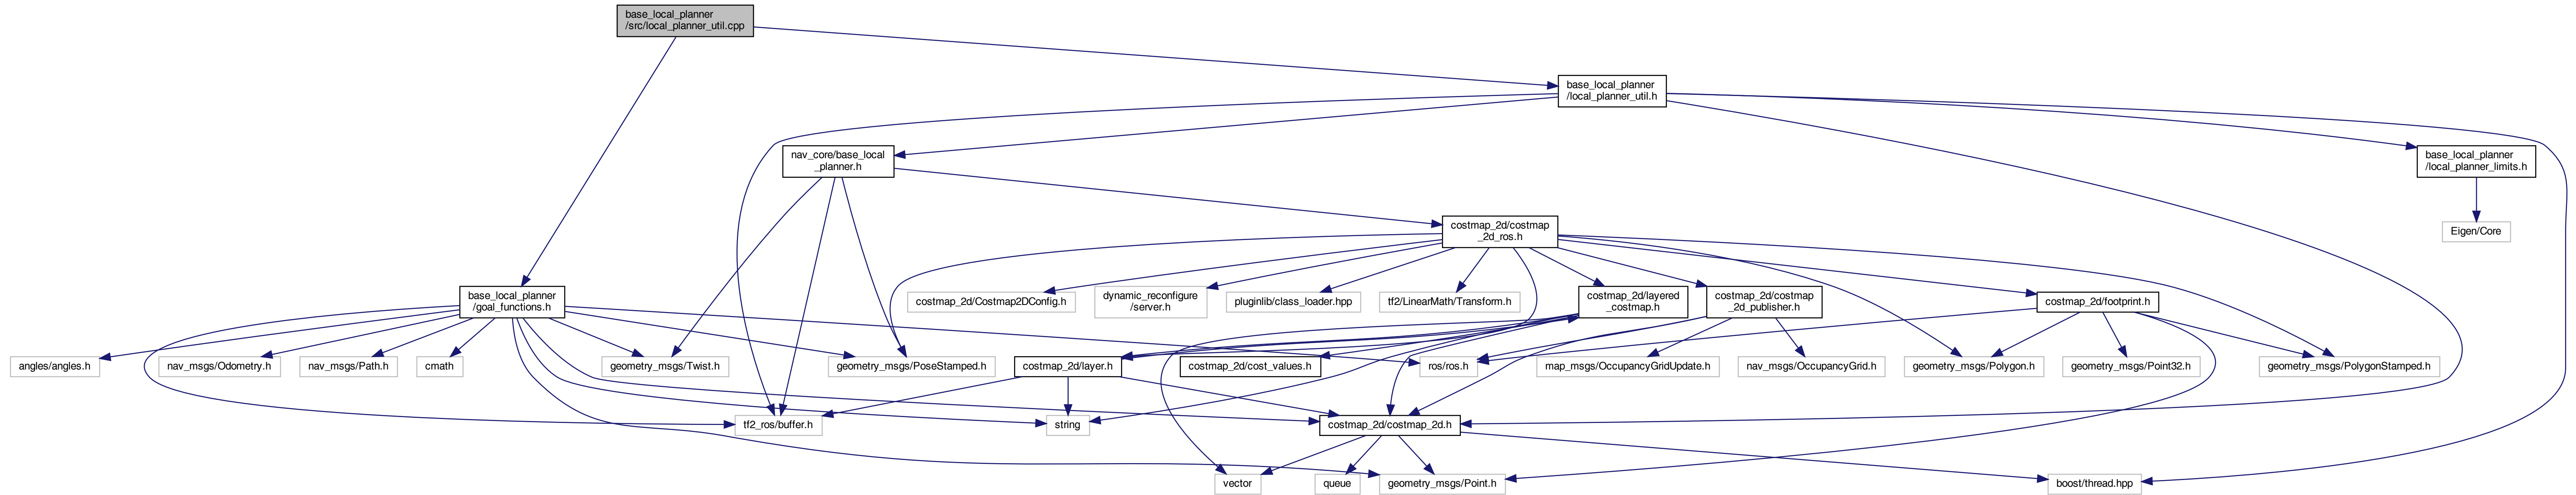 base_local_planner
/src/local_planner_util.cpp
base_local_planner
/local_planner_util.h
nav_core/base_local
_planner.h
base_local_planner
/local_planner_limits.h
costmap_2d/costmap
_2d_ros.h
Eigen/Core
base_local_planner
/goal_functions.h
costmap_2d/Costmap2DConfig.h
dynamic_reconfigure
/server.h
pluginlib/class_loader.hpp
tf2/LinearMath/Transform.h
costmap_2d/layered
_costmap.h
costmap_2d/costmap
_2d_publisher.h
costmap_2d/footprint.h
angles/angles.h
nav_msgs/Odometry.h
nav_msgs/Path.h
cmath
geometry_msgs/Twist.h
geometry_msgs/PoseStamped.h
costmap_2d/layer.h
costmap_2d/cost_values.h
ros/ros.h
map_msgs/OccupancyGridUpdate.h
nav_msgs/OccupancyGrid.h
geometry_msgs/Polygon.h
geometry_msgs/Point32.h
geometry_msgs/PolygonStamped.h
tf2_ros/buffer.h
string
costmap_2d/costmap_2d.h
vector
queue
geometry_msgs/Point.h
boost/thread.hpp